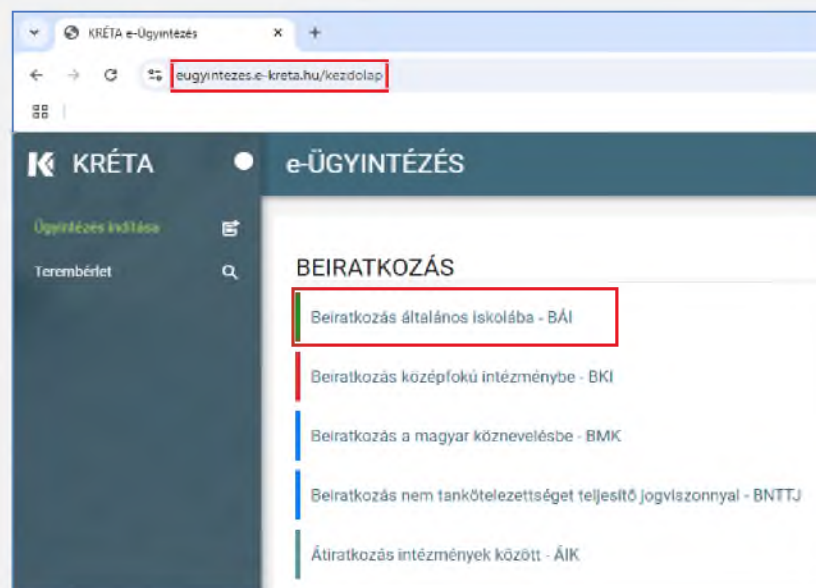 KRÉTA e-Ügyintézés
eugyintezes.e-kreta.hu/kezdolap
KRÉTA
e-ÜGYINTÉZÉS
Ügyintézés indítása
Terembérlet
BEIRATKOZÁS
Beiratkozás általános iskolába - BÁI
Beiratkozás középfokú intézménybe - BKI
Beiratkozás a magyar köznevelésbe - BMK
Beiratkozás nem tankötelezettséget teljesítő jogviszonnyal - BNTTJ
Átiratkozás intézmények között - ÁIK